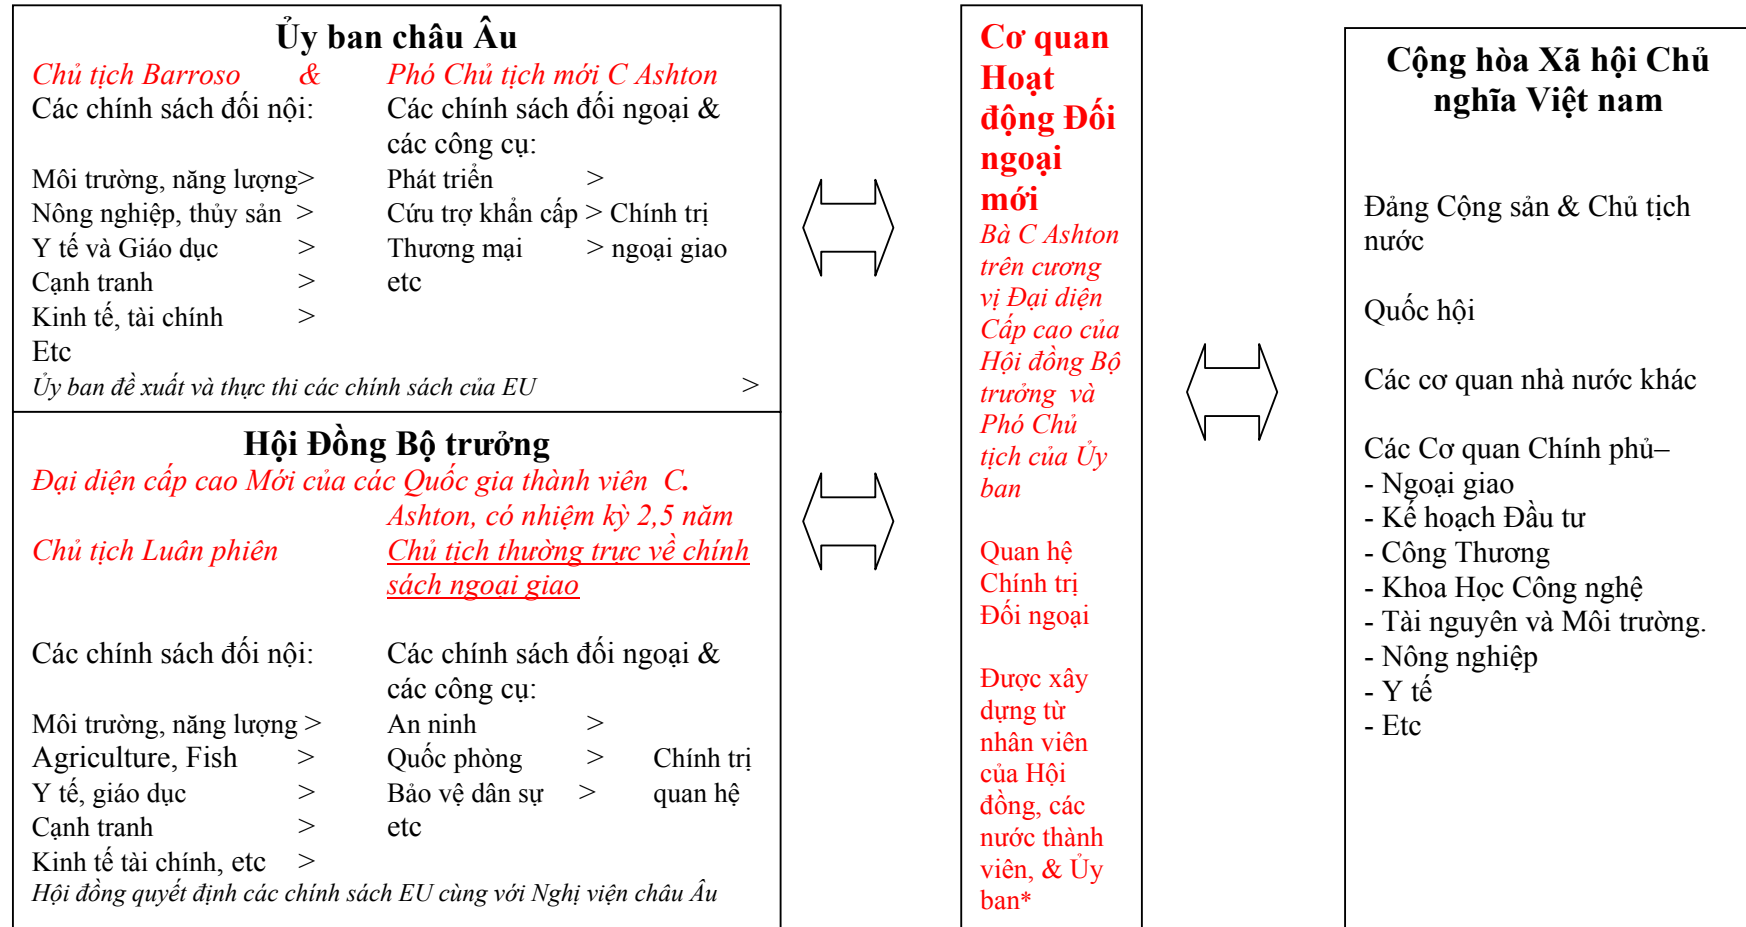 Ủy ban châu Âu
Chủ tịch Barroso & Phó Chủ tịch mới C Ashton
Các chính sách đối nội: Các chính sách đối ngoại &
các công cụ:
Môi trường, năng lượng> Phát triển >
Nông nghiệp, thủy sản > Cứu trợ khẩn cấp > Chính trị
Y tế và Giáo dục > Thương mại > ngoại giao
Cạnh tranh > etc
Kinh tế, tài chính >
Etc
Ủy ban đề xuất và thực thi các chính sách của EU >
Hội Đồng Bộ trưởng
Đại diện cấp cao Mới của các Quốc gia thành viên C.
Ashton, có nhiệm kỳ 2,5 năm
Chủ tịch Luân phiên Chủ tịch thường trực về chính
sách ngoại giao
Các chính sách đối nội: Các chính sách đối ngoại &
các công cụ:
Môi trường, năng lượng > An ninh >
Agriculture, Fish > Quốc phòng > Chính trị
Y tế, giáo dục > Bảo vệ dân sự > quan hệ
Cạnh tranh > etc
Kinh tế tài chính, etc >
Hội đồng quyết định các chính sách EU cùng với Nghị viện châu Âu
Cơ quan
Hoạt
động Đối
ngoại
mới
Bà C Ashton
trên cương
vị Đại diện
Cấp cao của
Hội đồng Bộ
trưởng và
Phó Chủ
tịch của Ủy
ban
Quan hệ
Chính trị
Đối ngoại
Được xây
dựng từ
nhân viên
của Hội
đồng, các
nước thành
viên, & Ủy
ban*
Cộng hòa Xã hội Chủ
nghĩa Việt nam
Đảng Cộng sản & Chủ tịch
nước
Quốc hội
Các cơ quan nhà nước khác
Các Cơ quan Chính phủ–
- Ngoại giao
- Kế hoạch Đầu tư
- Công Thương
- Khoa Học Công nghệ
- Tài nguyên và Môi trường.
- Nông nghiệp
- Y tế
- Etc